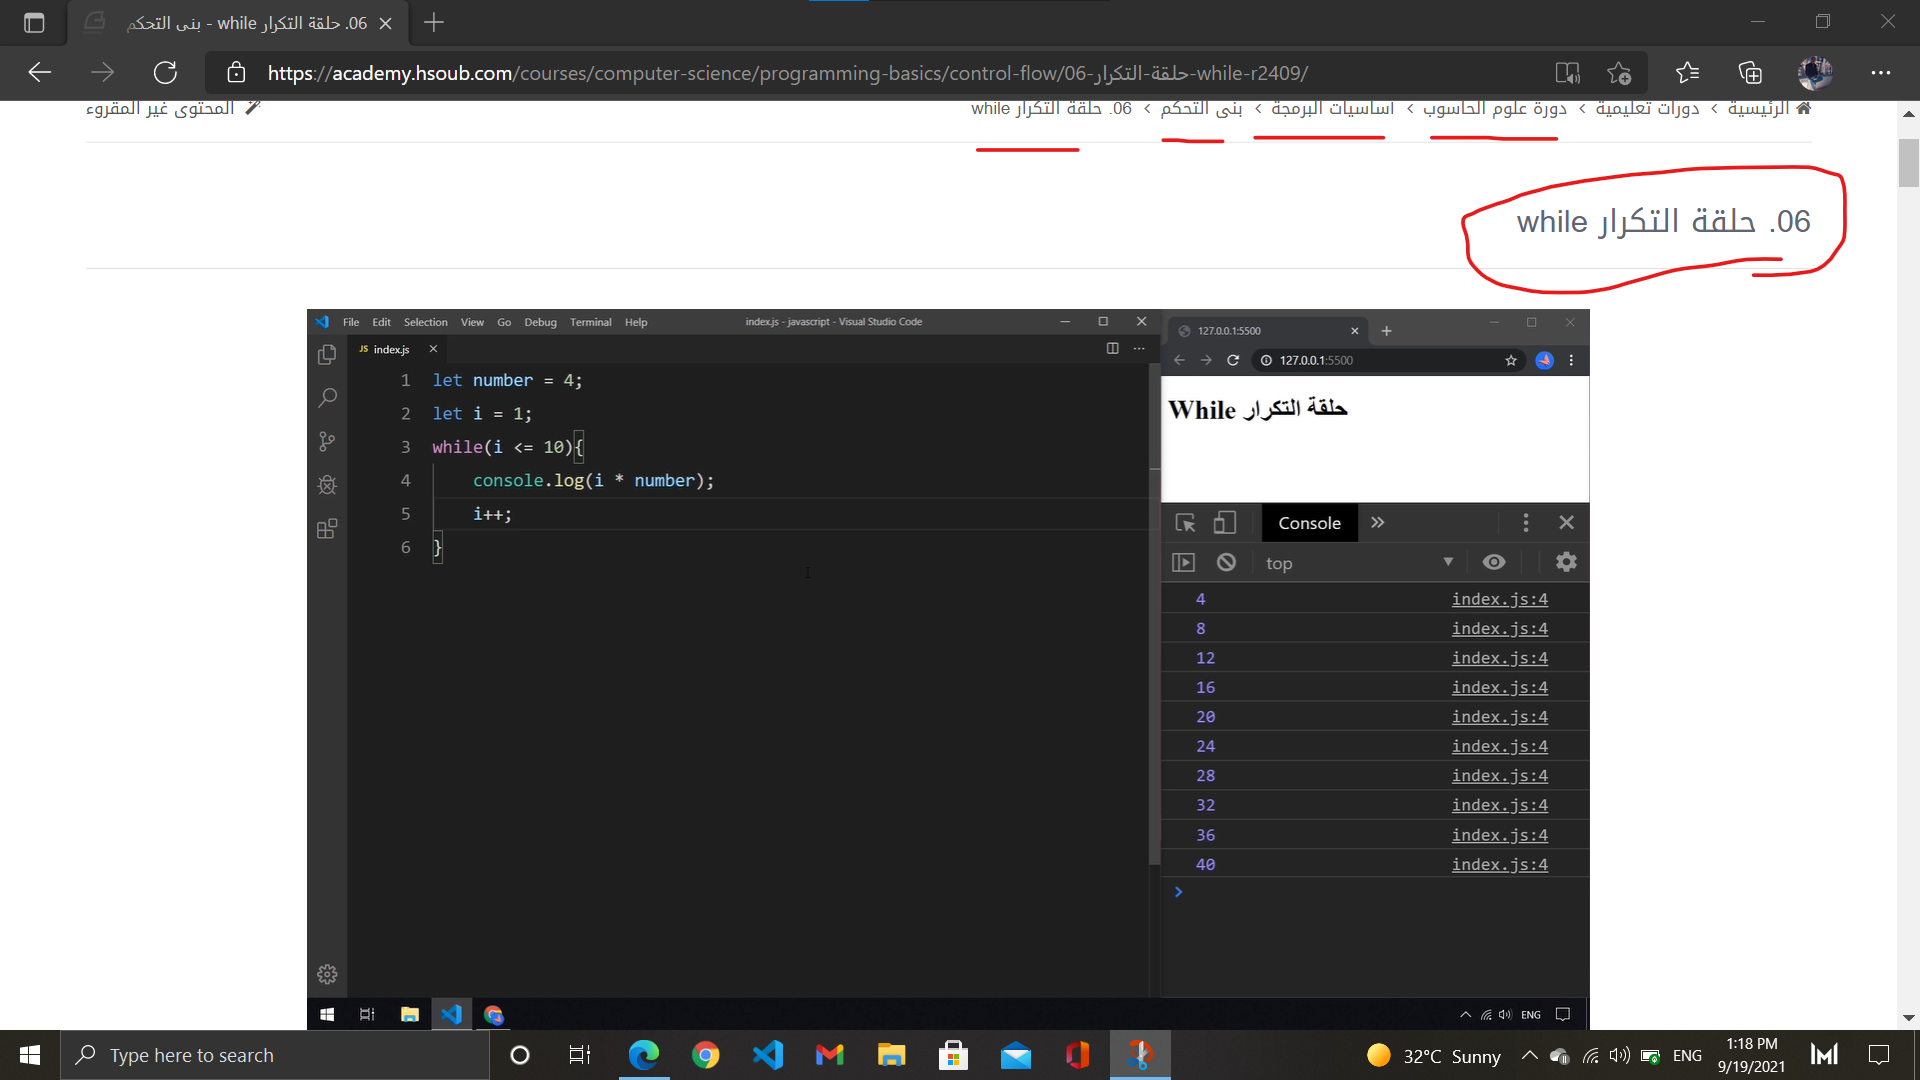 06. حلقة التكرار while - بنى التحكم
https://academy.hsoub.com/courses/computer-science/programming-basics/control-flow/06-حلقة-التكرار-while-r2409/
الرئيسية > دورات تعليمية > دورة علوم الحاسوب > أساسيات البرمجة > بنى التحكم > 06. حلقة التكرار while
المحتوى غير المقروء
06. حلقة التكرار while
File Edit Selection View Go Debug Terminal Help
index.js - javascript - Visual Studio Code
JS index.js
1 let number = 4;
2 let i = 1;
3 while(i <= 10){
4 console.log(i * number);
5 i++;
6 }
127.0.0.1:5500
127.0.0.1:5500
حلقة التكرار While
Console
top
4 index.js:4
8 index.js:4
12 index.js:4
16 index.js:4
20 index.js:4
24 index.js:4
28 index.js:4
32 index.js:4
36 index.js:4
40 index.js:4
ENG
Type here to search
32°C Sunny
ENG
1:18 PM
9/19/2021